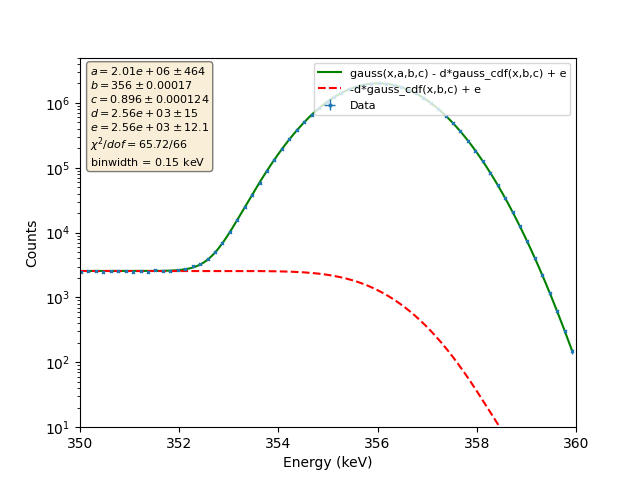 a = 2.01e + 06 ± 464
b = 356 ± 0.00017
c = 0.896 ± 0.000124
d = 2.56e + 03 ± 15
e = 2.56e + 03 ± 12.1
χ²/dof = 65.72/66
binwidth = 0.15 keV
gauss(x,a,b,c) - d*gauss_cdf(x,b,c) + e
-d*gauss_cdf(x,b,c) + e
Data
Counts
10⁶
10⁵
10⁴
10³
10²
10¹
350 352 354 356 358 360
Energy (keV)